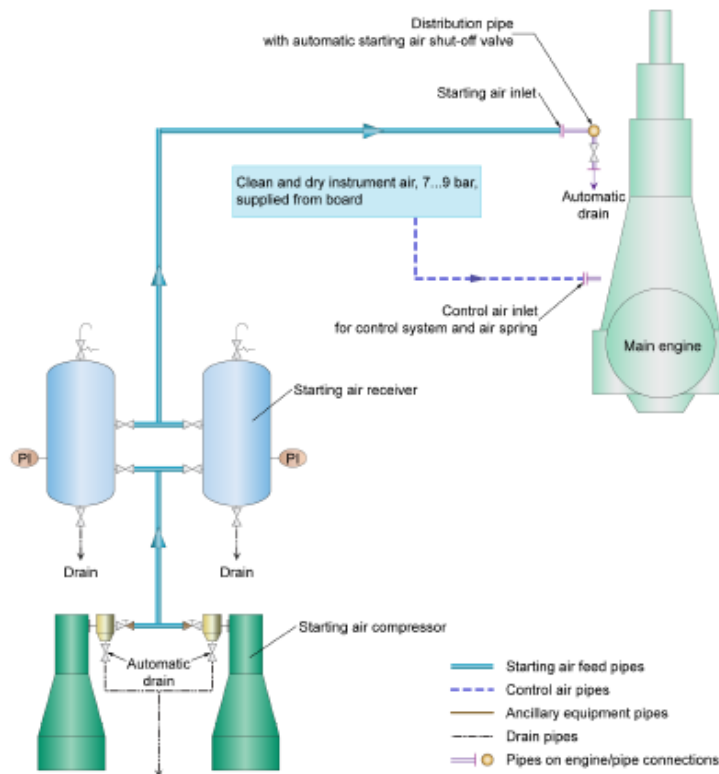 Distribution pipe
with automatic starting air shut-off valve
Starting air inlet
Clean and dry instrument air, 7...9 bar,
supplied from board
Automatic
drain
Control air inlet
for control system and air spring
Main engine
Starting air receiver
PI
PI
Drain
Drain
Starting air compressor
Automatic
drain
Starting air feed pipes
Control air pipes
Ancillary equipment pipes
Drain pipes
Pipes on engine/pipe connections